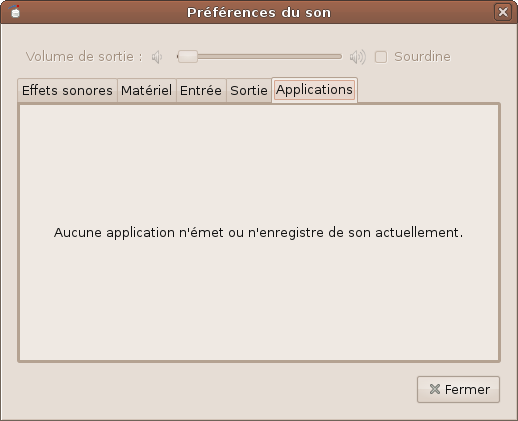 Préférences du son
Volume de sortie :
Sourdine
Effets sonores
Matériel
Entrée
Sortie
Applications
Aucune application n'émet ou n'enregistre de son actuellement.
Fermer